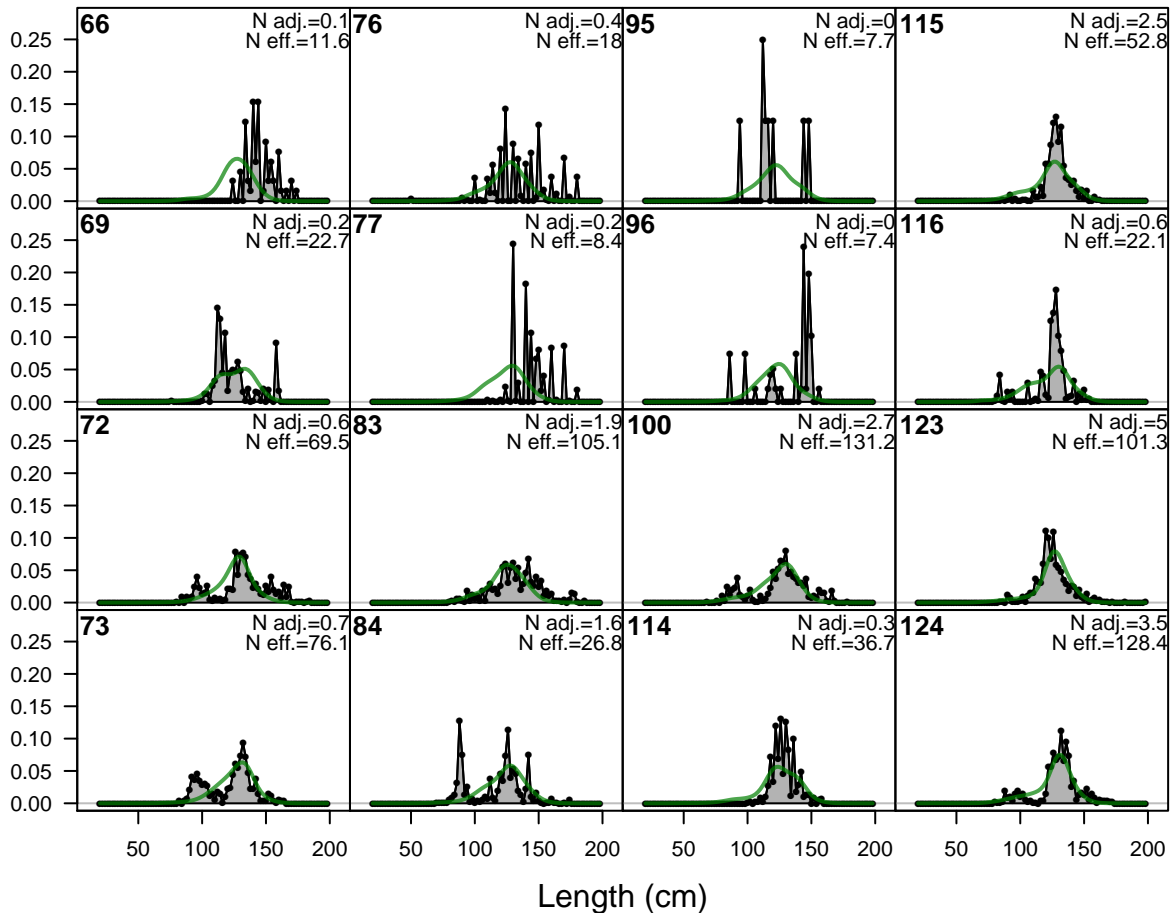 66 N adj.=0.1 N eff.=11.6
76 N adj.=0.4 N eff.=18
95 N adj.=0 N eff.=7.7
115 N adj.=2.5 N eff.=52.8
0.25
0.20
0.15
0.10
0.05
0.00
69 N adj.=0.2 N eff.=22.7
77 N adj.=0.2 N eff.=8.4
96 N adj.=0 N eff.=7.4
116 N adj.=0.6 N eff.=22.1
0.25
0.20
0.15
0.10
0.05
0.00
72 N adj.=0.6 N eff.=69.5
83 N adj.=1.9 N eff.=105.1
100 N adj.=2.7 N eff.=131.2
123 N adj.=5 N eff.=101.3
0.25
0.20
0.15
0.10
0.05
0.00
73 N adj.=0.7 N eff.=76.1
84 N adj.=1.6 N eff.=26.8
114 N adj.=0.3 N eff.=36.7
124 N adj.=3.5 N eff.=128.4
0.25
0.20
0.15
0.10
0.05
0.00
50 100 150 200 50 100 150 200 50 100 150 200 50 100 150 200
Length (cm)